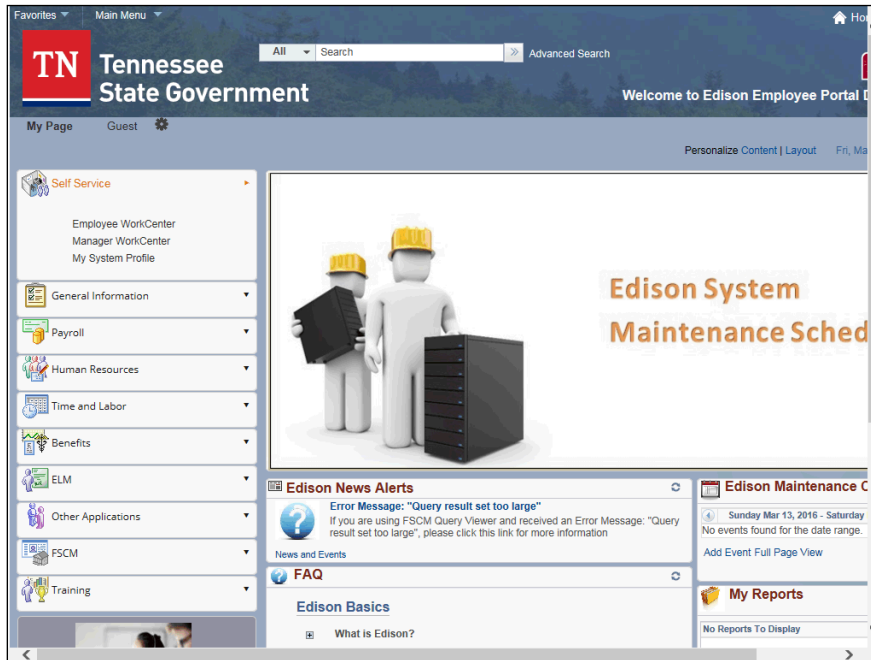 Favorites Main Menu
TN
Tennessee
State Government
All Search Advanced Search
Welcome to Edison Employee Portal
My Page Guest
Personalize Content | Layout Fri,
Self Service
Employee WorkCenter
Manager WorkCenter
My System Profile
General Information
Payroll
Human Resources
Time and Labor
Benefits
ELM
Other Applications
FSCM
Training
Edison System
Maintenance Sched
Edison News Alerts
Error Message: "Query result set too large"
If you are using FSCM Query Viewer and received an Error Message: "Query
result set too large", please click this link for more information
News and Events
FAQ
Edison Basics
What is Edison?
Edison Maintenance C
Sunday Mar 13, 2016 - Saturday
No events found for the date range.
Add Event Full Page View
My Reports
No Reports To Display